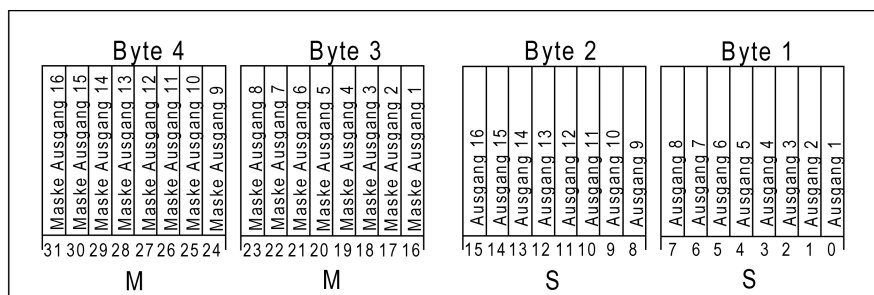 Byte 4 Byte 3 Byte 2 Byte 1
Maske Ausgang 16
Maske Ausgang 15
Maske Ausgang 14
Maske Ausgang 13
Maske Ausgang 12
Maske Ausgang 11
Maske Ausgang 10
Maske Ausgang 9
Maske Ausgang 8
Maske Ausgang 7
Maske Ausgang 6
Maske Ausgang 5
Maske Ausgang 4
Maske Ausgang 3
Maske Ausgang 2
Maske Ausgang 1
Ausgang 16
Ausgang 15
Ausgang 14
Ausgang 13
Ausgang 12
Ausgang 11
Ausgang 10
Ausgang 9
Ausgang 8
Ausgang 7
Ausgang 6
Ausgang 5
Ausgang 4
Ausgang 3
Ausgang 2
Ausgang 1
31 30 29 28 27 26 25 24 23 22 21 20 19 18 17 16 15 14 13 12 11 10 9 8 7 6 5 4 3 2 1 0
M M S S